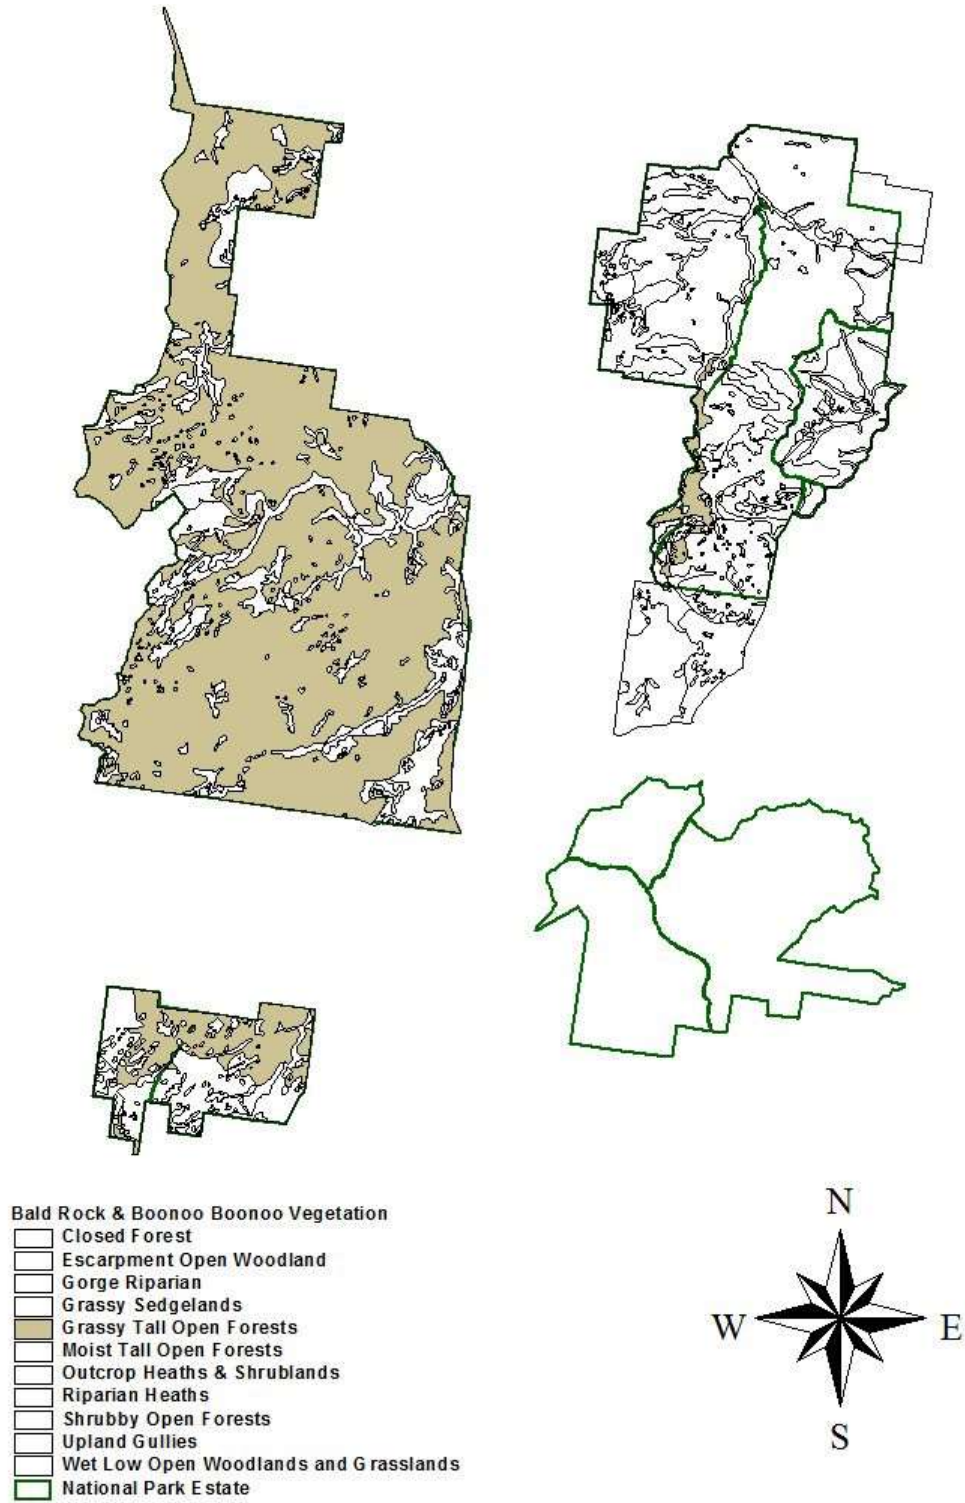 Bald Rock & Boonoo Boonoo Vegetation
Closed Forest
Escarpment Open Woodland
Gorge Riparian
Grassy Sedgelands
Grassy Tall Open Forests
Moist Tall Open Forests
Outcrop Heaths & Shrublands
Riparian Heaths
Shrubby Open Forests
Upland Gullies
Wet Low Open Woodlands and Grasslands
National Park Estate
N
W E
S